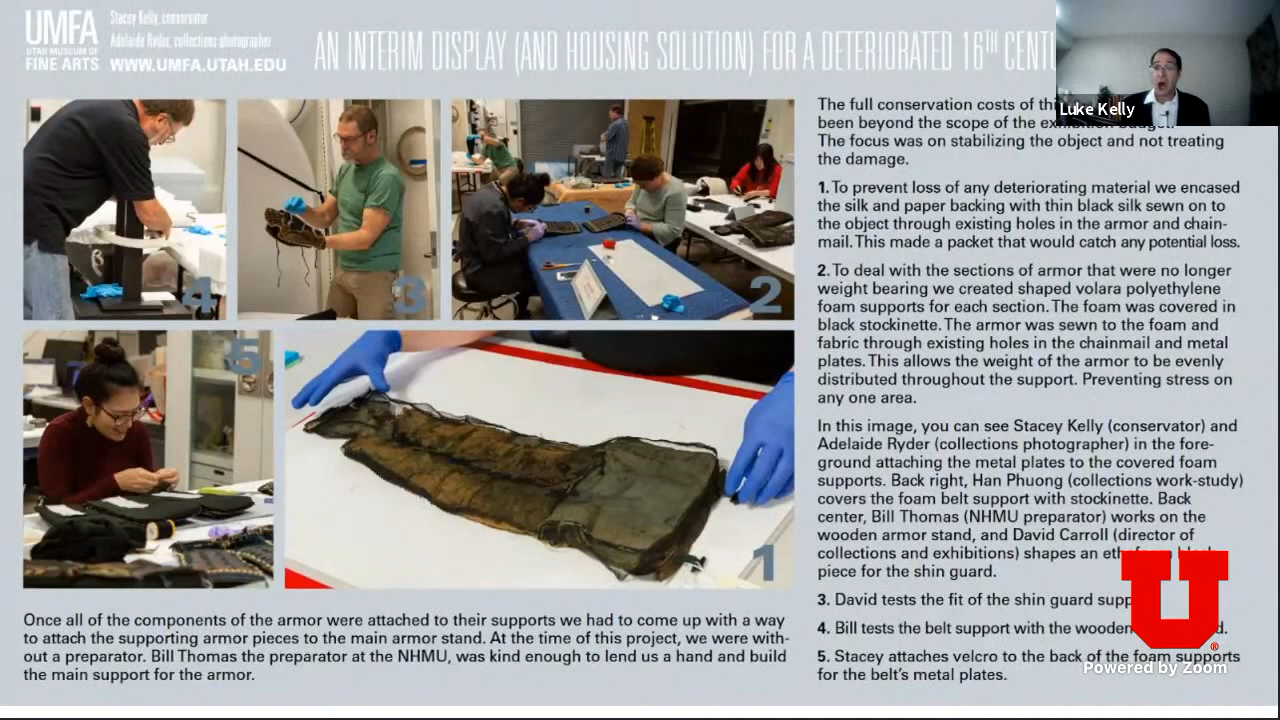 UMFA
UTAH MUSEUM OF
FINE ARTS
Stacey Kelly, conservator
Adelaide Ryder, collections photographer
WWW.UMFA.UTAH.EDU
AN INTERIM DISPLAY (AND HOUSING SOLUTION) FOR A DETERIORATED 16TH CENT
Luke Kelly
4
3
2
5
1
Once all of the components of the armor were attached to their supports we had to come up with a way
to attach the supporting armor pieces to the main armor stand. At the time of this project, we were with-
out a preparator. Bill Thomas the preparator at the NHMU, was kind enough to lend us a hand and build
the main support for the armor.
The full conservation costs of
been beyond the scope of the exhibition budget.
The focus was on stabilizing the object and not treating
the damage.
1. To prevent loss of any deteriorating material we encased
the silk and paper backing with thin black silk sewn on to
the object through existing holes in the armor and chain-
mail. This made a packet that would catch any potential loss.
2. To deal with the sections of armor that were no longer
weight bearing we created shaped volara polyethylene
foam supports for each section. The foam was covered in
black stockinette. The armor was sewn to the foam and
fabric through existing holes in the chainmail and metal
plates. This allows the weight of the armor to be evenly
distributed throughout the support. Preventing stress on
any one area.
In this image, you can see Stacey Kelly (conservator) and
Adelaide Ryder (collections photographer) in the fore-
ground attaching the metal plates to the covered foam
supports. Back right, Han Phuong (collections work-study)
covers the foam belt support with stockinette. Back
center, Bill Thomas (NHMU preparator) works on the
wooden armor stand, and David Carroll (director of
collections and exhibitions) shapes an ethafoam block
piece for the shin guard.
3. David tests the fit of the shin guard
4. Bill tests the belt support with the wooden
5. Stacey attaches velcro to the back of the foam supports
for the belt's metal plates.
U
®
Powered by Zoom